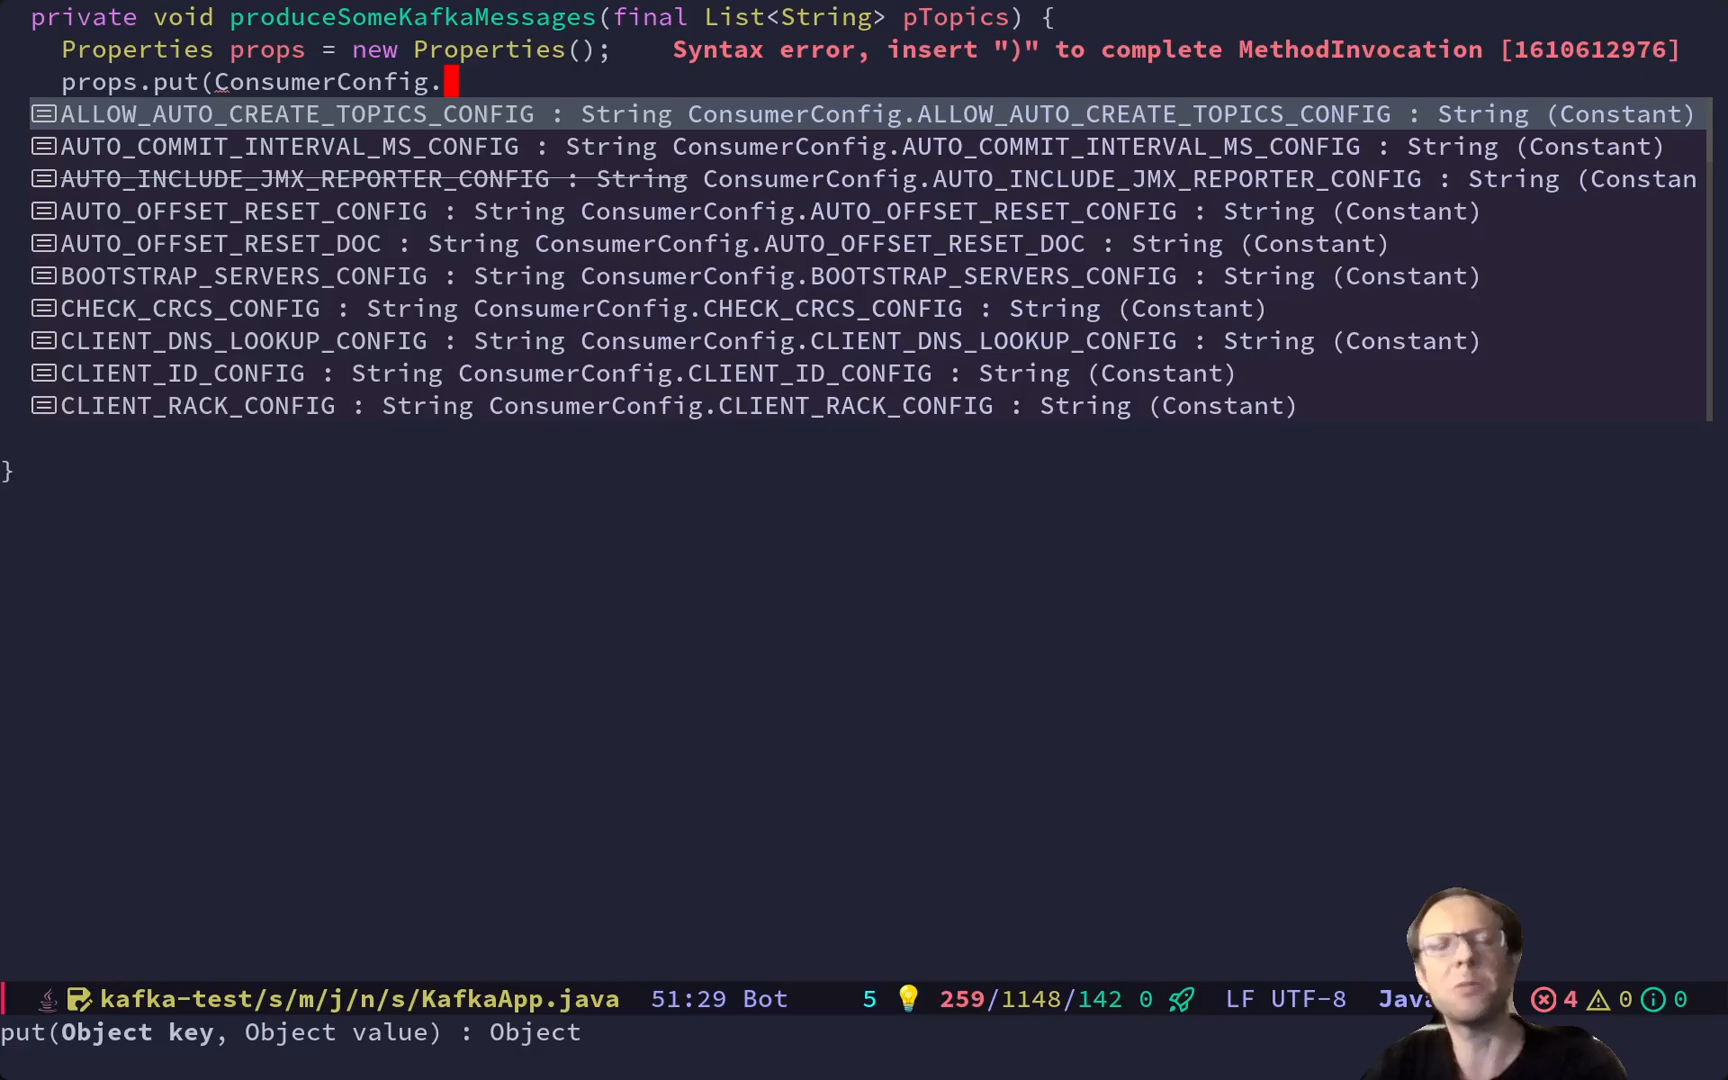 private void produceSomeKafkaMessages(final List<String> pTopics) {
Properties props = new Properties(); Syntax error, insert ")" to complete MethodInvocation [1610612976]
props.put(ConsumerConfig.
ALLOW_AUTO_CREATE_TOPICS_CONFIG : String ConsumerConfig.ALLOW_AUTO_CREATE_TOPICS_CONFIG : String (Constant)
AUTO_COMMIT_INTERVAL_MS_CONFIG : String ConsumerConfig.AUTO_COMMIT_INTERVAL_MS_CONFIG : String (Constant)
AUTO_INCLUDE_JMX_REPORTER_CONFIG : String ConsumerConfig.AUTO_INCLUDE_JMX_REPORTER_CONFIG : String (Constan
AUTO_OFFSET_RESET_CONFIG : String ConsumerConfig.AUTO_OFFSET_RESET_CONFIG : String (Constant)
AUTO_OFFSET_RESET_DOC : String ConsumerConfig.AUTO_OFFSET_RESET_DOC : String (Constant)
BOOTSTRAP_SERVERS_CONFIG : String ConsumerConfig.BOOTSTRAP_SERVERS_CONFIG : String (Constant)
CHECK_CRCS_CONFIG : String ConsumerConfig.CHECK_CRCS_CONFIG : String (Constant)
CLIENT_DNS_LOOKUP_CONFIG : String ConsumerConfig.CLIENT_DNS_LOOKUP_CONFIG : String (Constant)
CLIENT_ID_CONFIG : String ConsumerConfig.CLIENT_ID_CONFIG : String (Constant)
CLIENT_RACK_CONFIG : String ConsumerConfig.CLIENT_RACK_CONFIG : String (Constant)
}
kafka-test/s/m/j/n/s/KafkaApp.java 51:29 Bot 5 259/1148/142 0 LF UTF-8 Jav 4 0 0
put(Object key, Object value) : Object